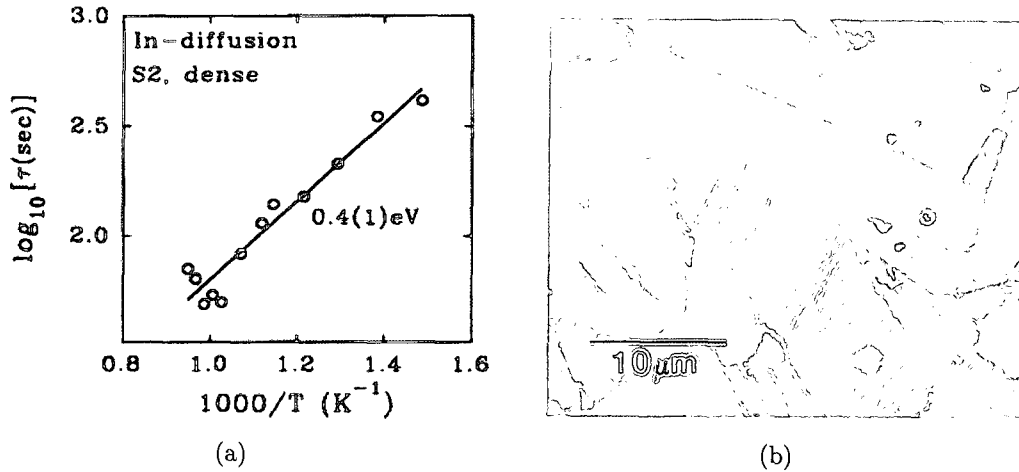 3.0
In-diffusion
S2, dense
2.5
log₁₀[τ(sec)]
0.4(1)eV
2.0
0.8 1.0 1.2 1.4 1.6
1000/T (K⁻¹)
(a)
10μm
(b)